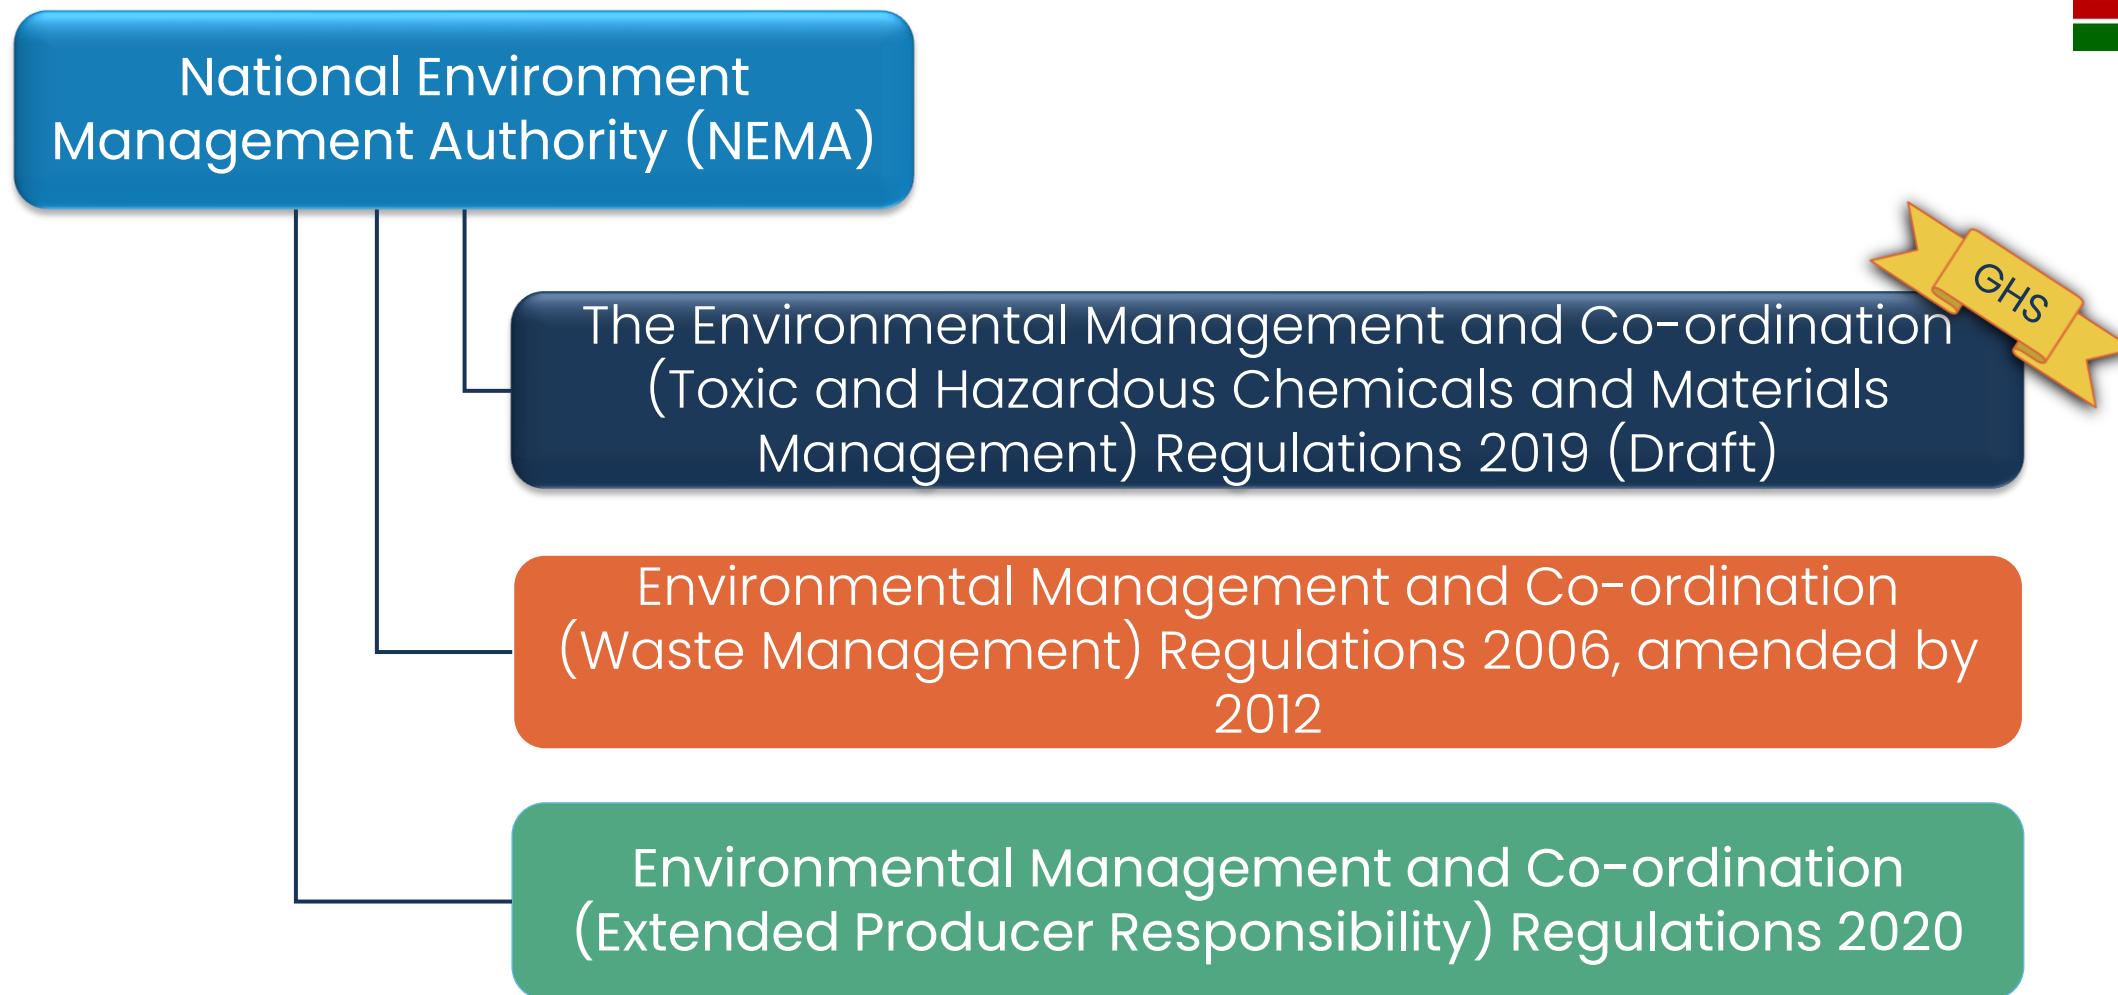 National Environment
Management Authority (NEMA)
GHS
The Environmental Management and Co-ordination
(Toxic and Hazardous Chemicals and Materials
Management) Regulations 2019 (Draft)
Environmental Management and Co-ordination
(Waste Management) Regulations 2006, amended by
2012
Environmental Management and Co-ordination
(Extended Producer Responsibility) Regulations 2020